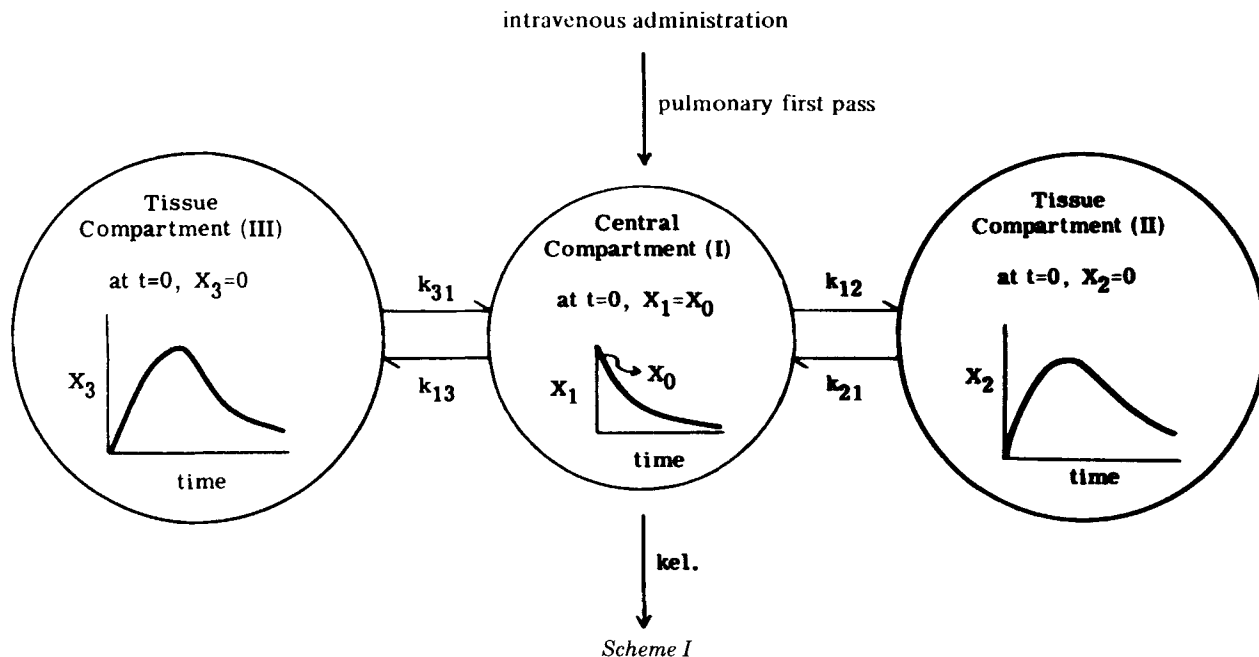 intravenous administration
pulmonary first pass
Tissue
Compartment (III)
at t=0, X3=0
X3
time
k31
k13
Central
Compartment (I)
at t=0, X1=X0
X0
X1
time
k12
k21
Tissue
Compartment (II)
at t=0, X2=0
X2
time
kel.
Scheme I